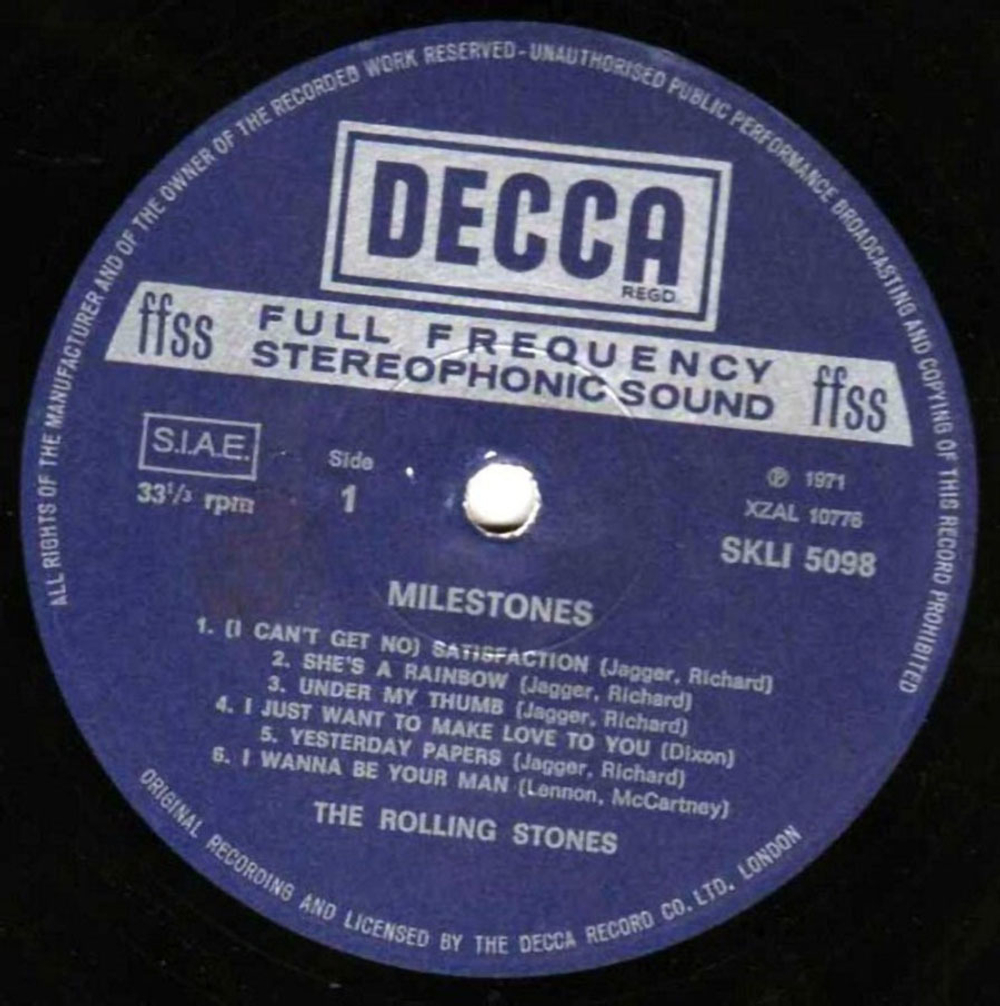 ALL RIGHTS OF THE MANUFACTURER AND OF THE OWNER OF THE RECORDED WORK RESERVED - UNAUTHORISED PUBLIC PERFORMANCE BROADCASTING AND COPYING OF THIS RECORD PROHIBITED
DECCA
REGD
ffss FULL FREQUENCY STEREOPHONIC SOUND ffss
S.I.A.E.
33⅓ rpm
Side
1
℗ 1971
XZAL 10776
SKLI 5098
MILESTONES
1. (I CAN'T GET NO) SATISFACTION (Jagger, Richard)
2. SHE'S A RAINBOW (Jagger, Richard)
3. UNDER MY THUMB (Jagger, Richard)
4. I JUST WANT TO MAKE LOVE TO YOU (Dixon)
5. YESTERDAY PAPERS (Jagger, Richard)
6. I WANNA BE YOUR MAN (Lennon, McCartney)
THE ROLLING STONES
ORIGINAL RECORDING AND LICENSED BY THE DECCA RECORD CO. LTD. LONDON